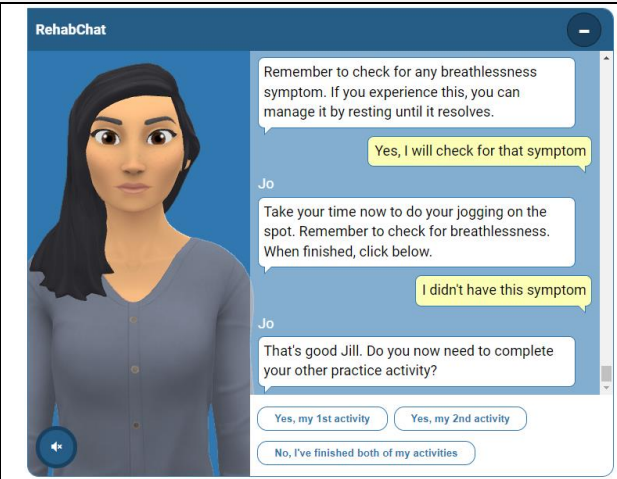 RehabChat
Remember to check for any breathlessness
symptom. If you experience this, you can
manage it by resting until it resolves.
Yes, I will check for that symptom
Jo
Take your time now to do your jogging on the
spot. Remember to check for breathlessness.
When finished, click below.
I didn't have this symptom
Jo
That's good Jill. Do you now need to complete
your other practice activity?
Yes, my 1st activity
Yes, my 2nd activity
No, I've finished both of my activities